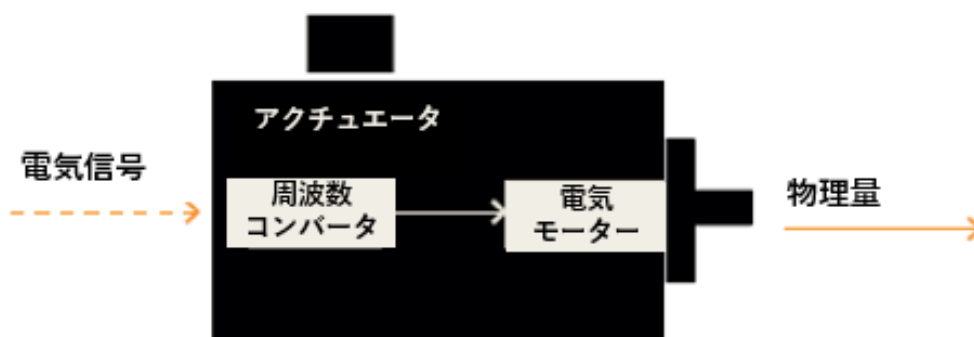 アクチュエータ
電気信号
周波数
コンバータ
電気
モーター
物理量